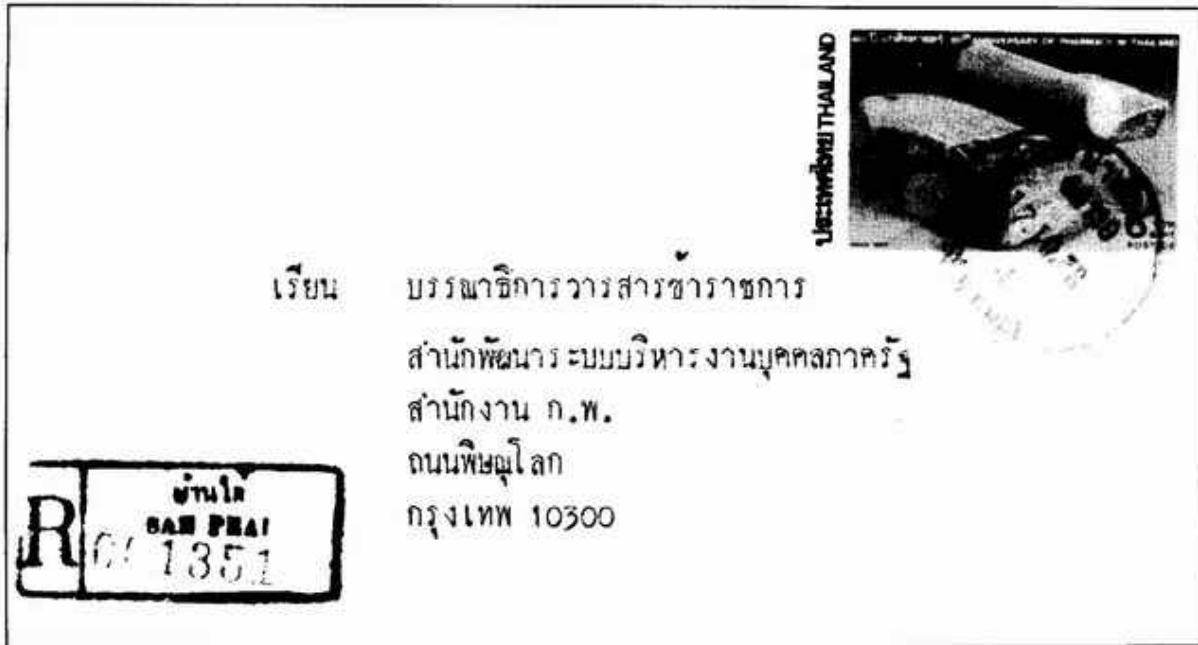 ANNIVERSARY OF PHARMACY IN THAILAND
ประเทศไทย THAILAND
เรียน บรรณาธิการวารสารข้าราชการ
สำนักพัฒนาระบบบริหารงานบุคคลภาครัฐ
สำนักงาน ก.พ.
ถนนพิษณุโลก
กรุงเทพ 10300
R
บ้านไผ่
BAN PHAI
1351